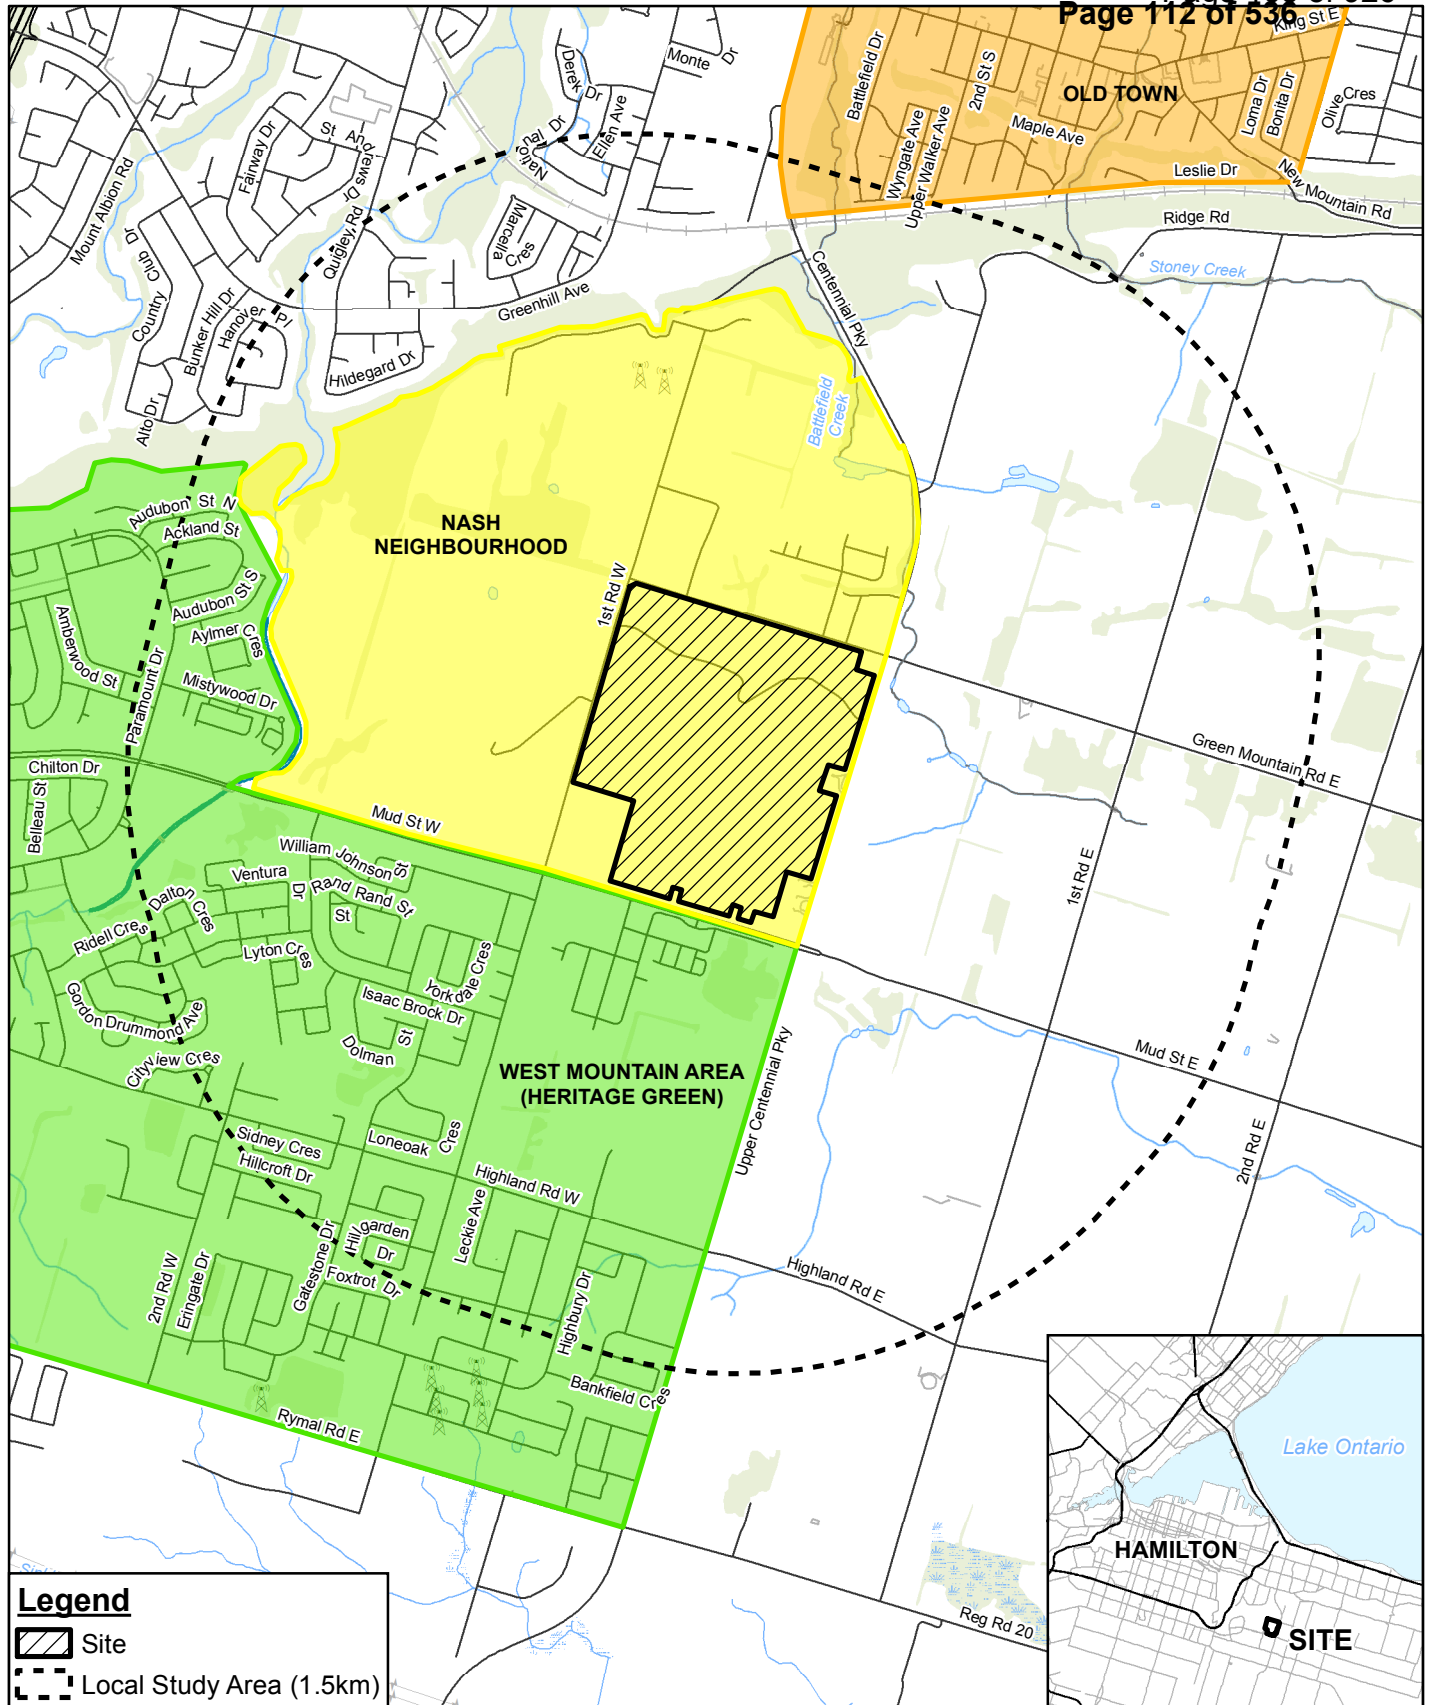 Page 112 of 536
King St E
Monte Dr
Derek Dr
Battlefield Dr
2nd St S
OLD TOWN
Lorna Dr
Bonita Dr
Olive Cres
Ellen Ave
National Dr
St Andrews Dr
Fairway Dr
Mount Albion Rd
Wyngate Ave
Upper Walker Ave
Maple Ave
Leslie Dr
New Mountain Rd
Ridge Rd
Quigley Rd
Marcella Cres
Country Club Dr
Centennial Pky
Stoney Creek
Greenhill Ave
Bunker Hill Dr
Hanover Pl
Hildegard Dr
Alto Dr
Battlefield
Creek
Audubon St N
Ackland St
NASH
NEIGHBOURHOOD
1st Rd W
Audubon St S
Aylmer Cres
Amberwood St
Paramount Dr
Mistywood Dr
Green Mountain Rd E
Chilton Dr
Belleau St
Mud St W
William Johnson St
Ventura Dr
Rand Rand St
St
1st Rd E
Dalton Cres
Ridell Cres
Lyton Cres
Yorkdale Cres
Isaac Brock Dr
Gordon Drummond Ave
Dolman St
Cityview Cres
WEST MOUNTAIN AREA
(HERITAGE GREEN)
Upper Centennial Pky
Mud St E
Sidney Cres
Loneoak Cres
Hillcroft Dr
Highland Rd W
2nd Rd E
Leckie Ave
Hillgarden
Dr
Gatestone Dr
2nd Rd W
Eringate Dr
Foxtrot Dr
Highbury Dr
Highland Rd E
Bankfield Cres
Rymal Rd E
Reg Rd 20
Lake Ontario
HAMILTON
SITE
Legend
Site
Local Study Area (1.5km)